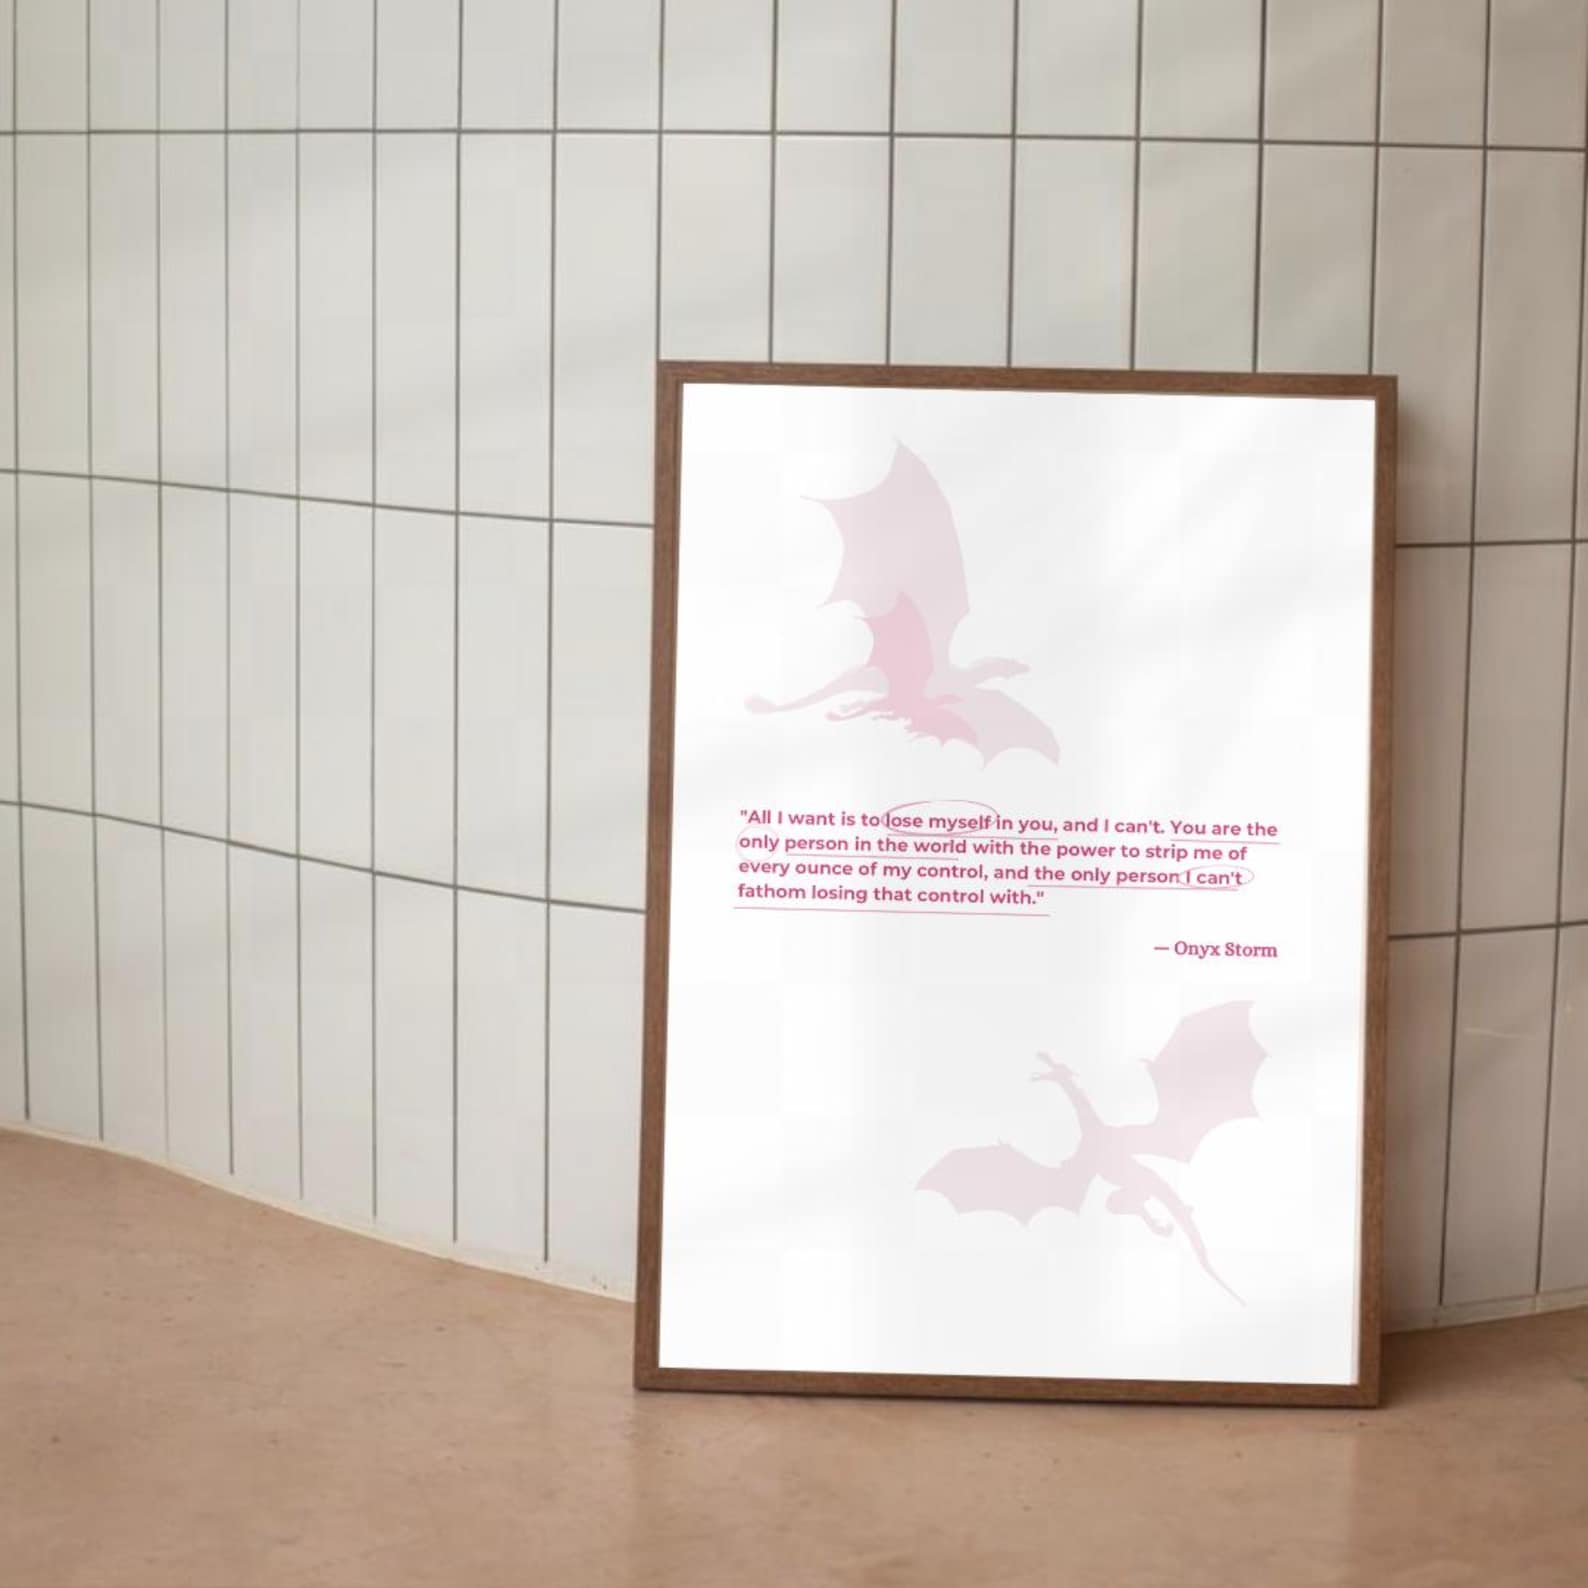 "All I want is to lose myself in you, and I can't. You are the
only person in the world with the power to strip me of
every ounce of my control, and the only person I can't
fathom losing that control with."
— Onyx Storm